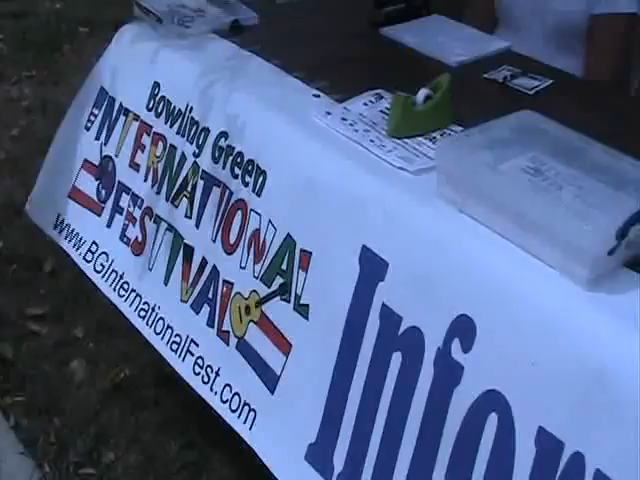 Bowling Green
INTERNATIONAL
FESTIVAL
www.BGInternationalFest.com
Infor